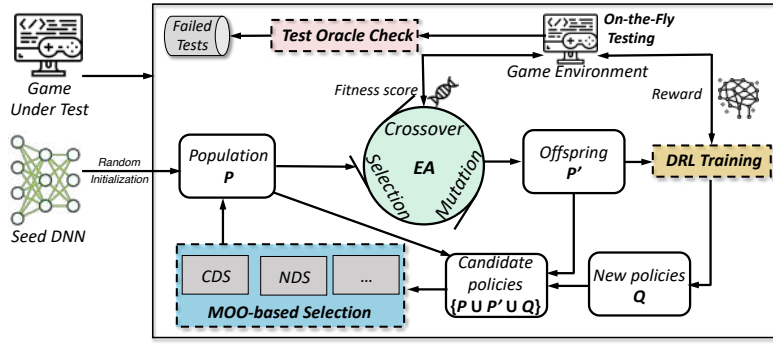 On-the-Fly
Testing
Failed
Tests
Test Oracle Check
Game Environment
Game
Under Test
Fitness score
Reward
Crossover
Selection
EA
Mutation
Random
Initialization
Population
P
Offspring
P'
DRL Training
Seed DNN
CDS
NDS
...
MOO-based Selection
Candidate
policies
{P U P' U Q}
New policies
Q